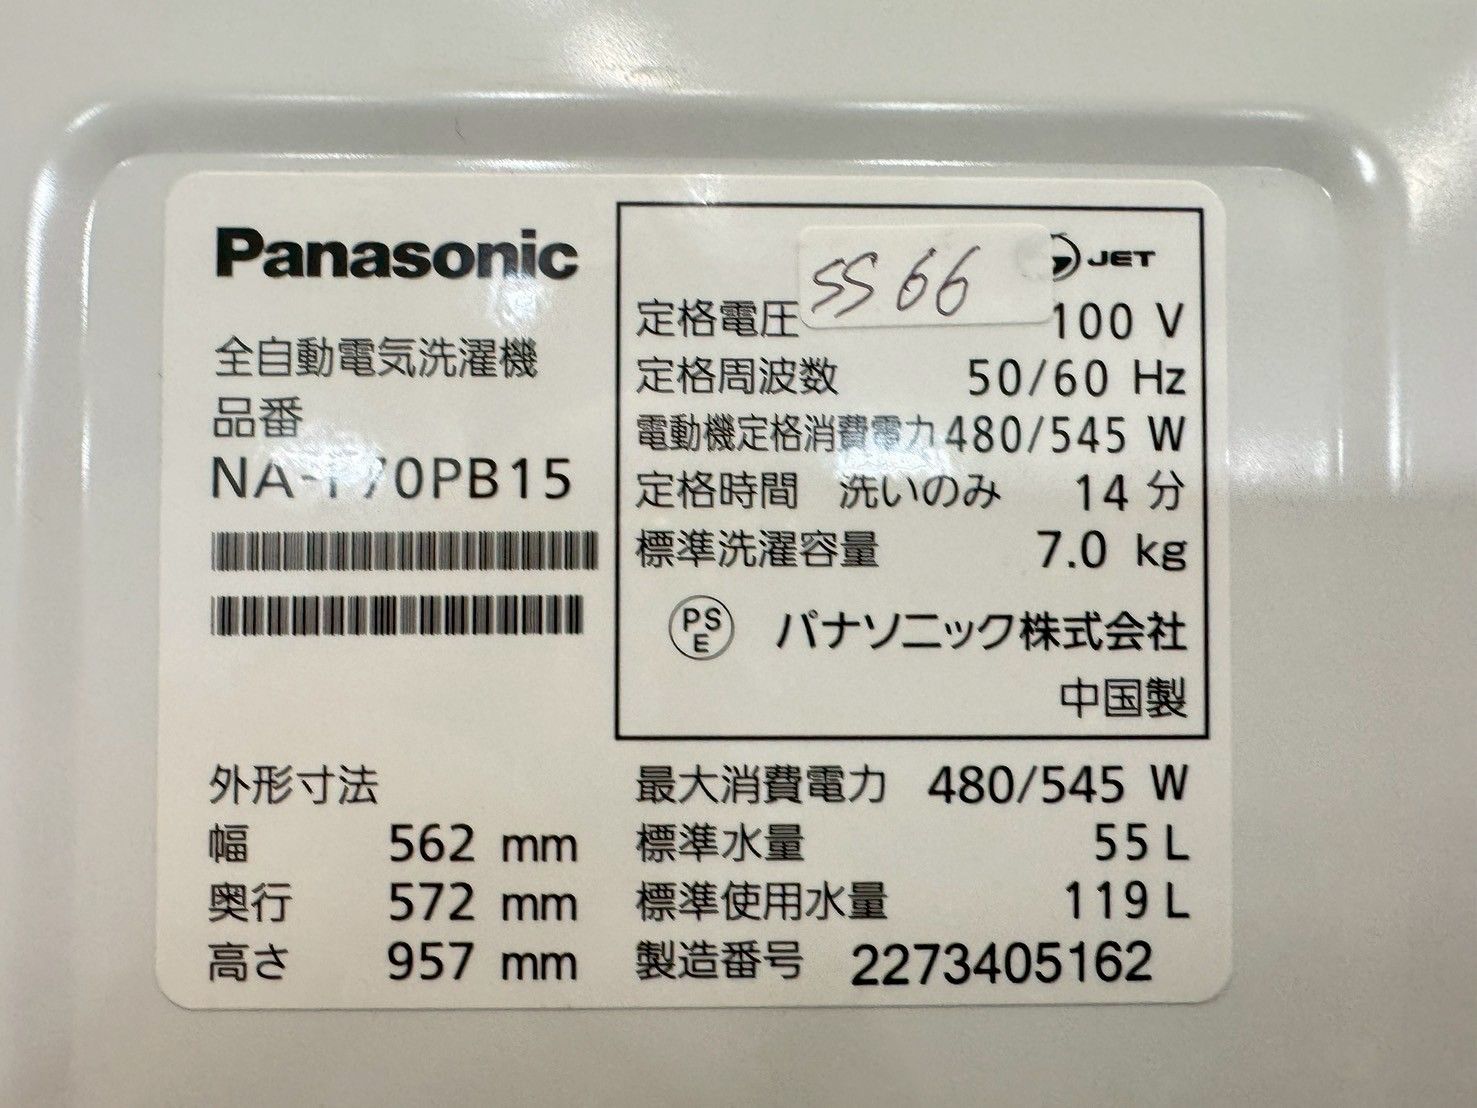 Panasonic
全自動電気洗濯機
品番
NA-F70PB15
外形寸法
幅 562 mm
奥行 572 mm
高さ 957 mm
SS 66
JET
定格電圧 100 V
定格周波数 50/60 Hz
電動機定格消費電力 480/545 W
定格時間 洗いのみ 14 分
標準洗濯容量 7.0 kg
PS
E
パナソニック株式会社
中国製
最大消費電力 480/545 W
標準水量 55 L
標準使用水量 119 L
製造番号 2273405162